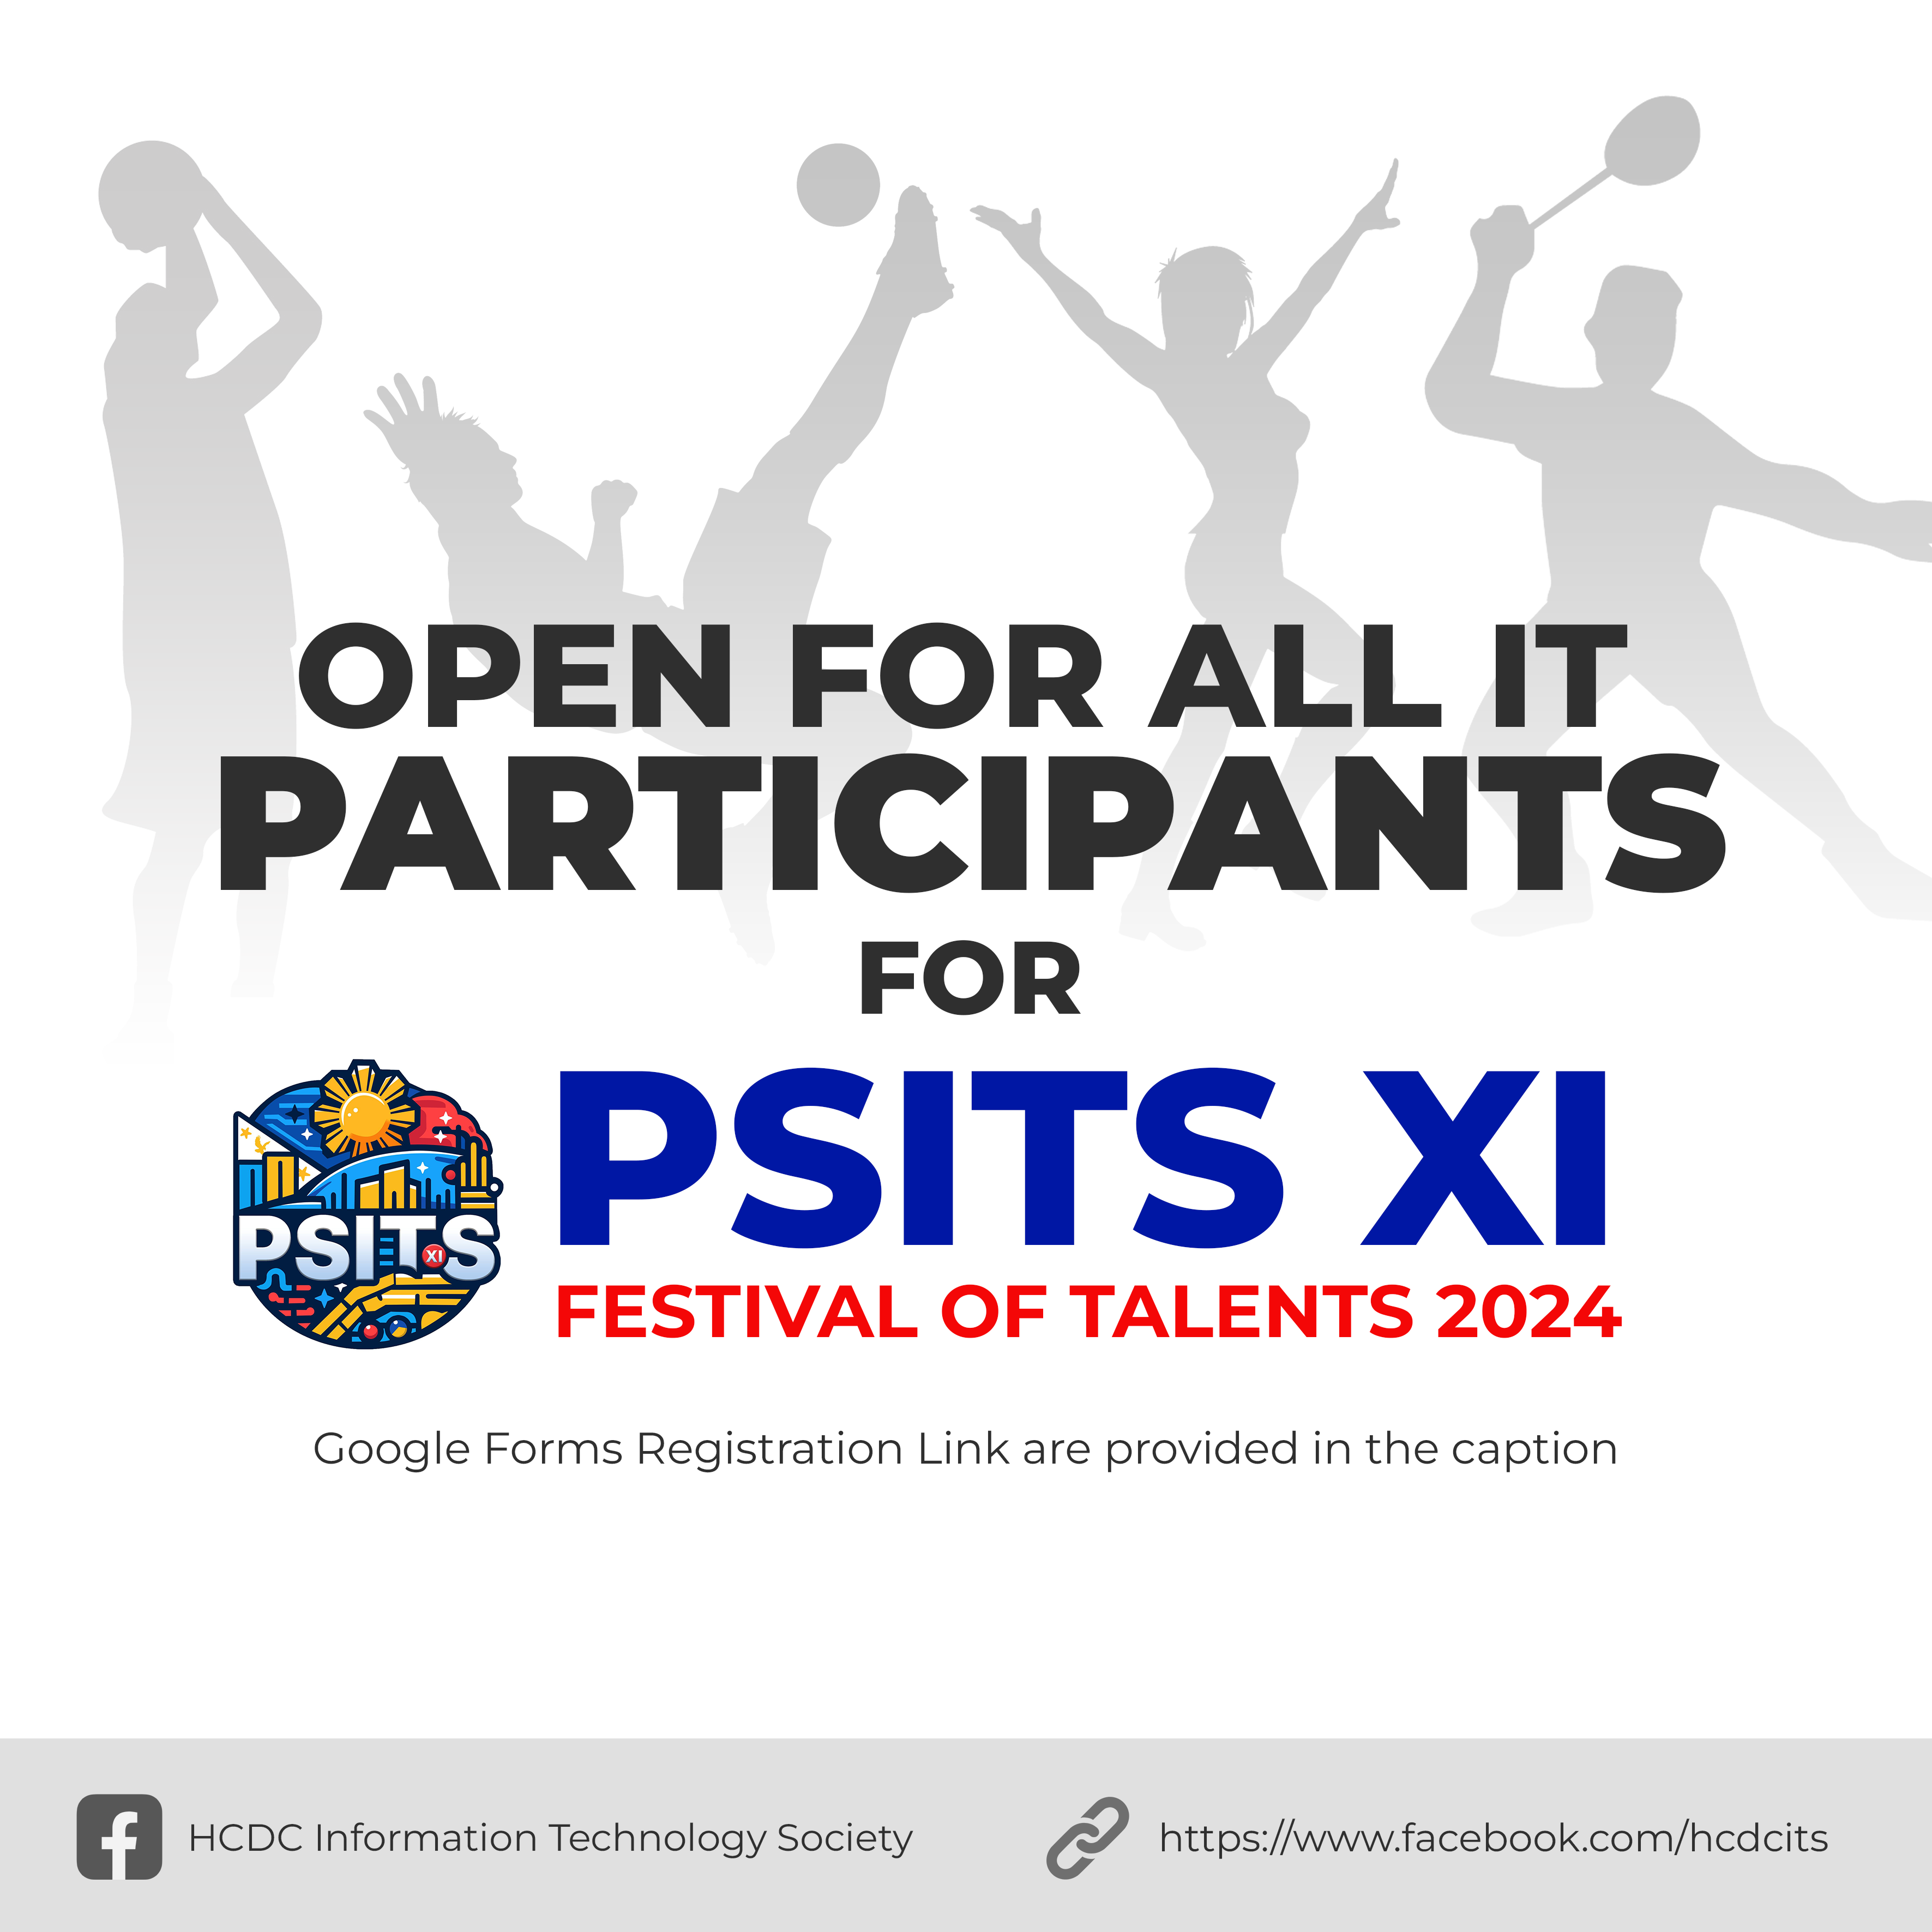 OPEN FOR ALL IT
PARTICIPANTS
FOR
PSITS XI
PSITS XI
FESTIVAL OF TALENTS 2024
Google Forms Registration Link are provided in the caption
HCDC Information Technology Society
https://www.facebook.com/hcdcits